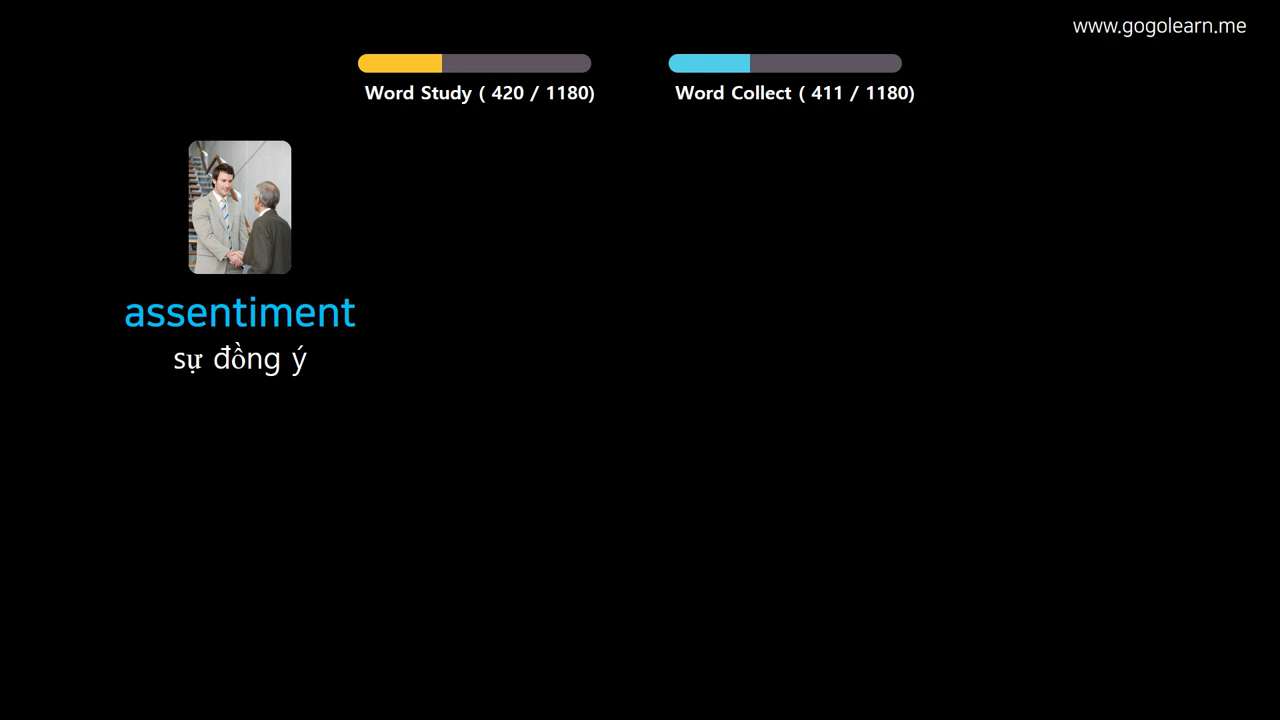 www.gogolearn.me
Word Study ( 420 / 1180)
Word Collect ( 411 / 1180)
assentiment
sự đồng ý